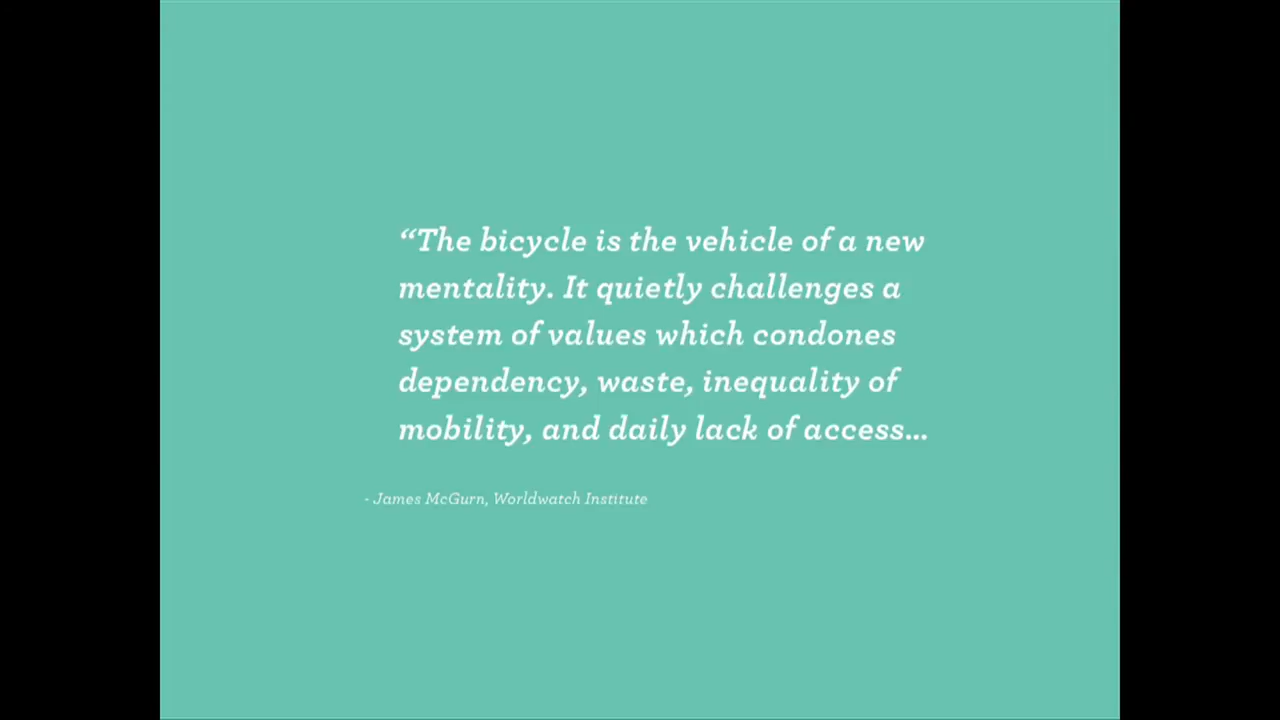 “The bicycle is the vehicle of a new
mentality. It quietly challenges a
system of values which condones
dependency, waste, inequality of
mobility, and daily lack of access...
- James McGurn, Worldwatch Institute